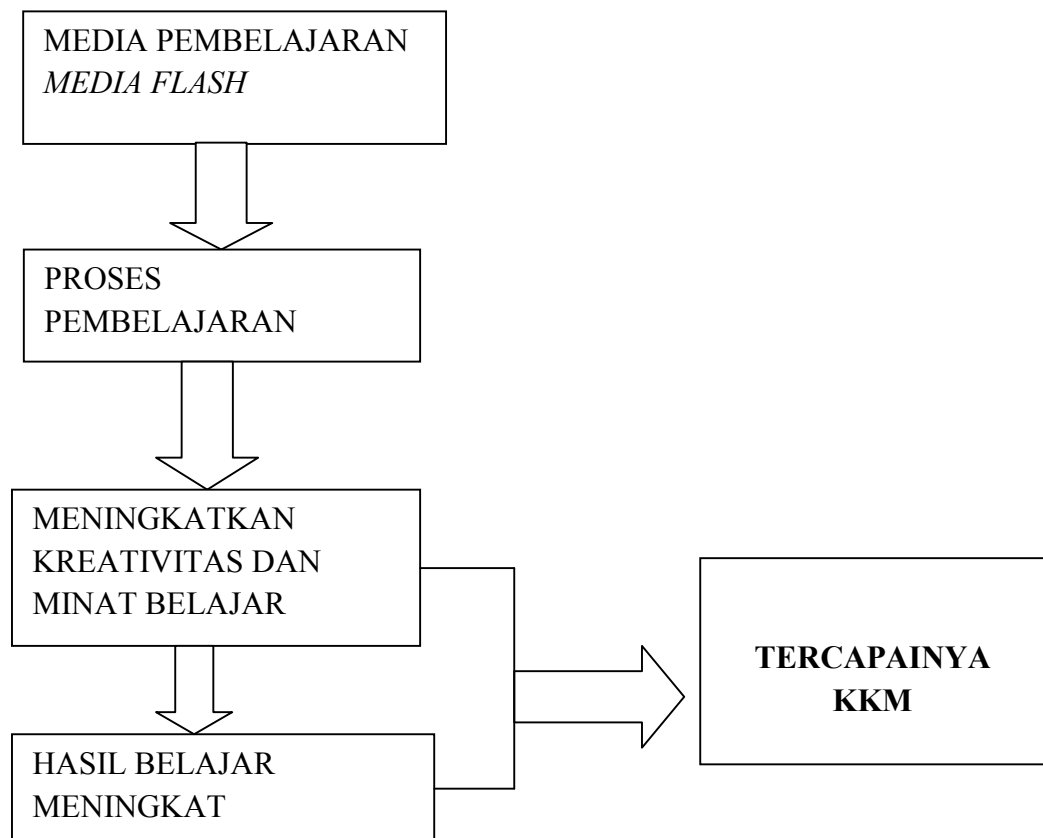 MEDIA PEMBELAJARAN
MEDIA FLASH
PROSES
PEMBELAJARAN
MENINGKATKAN
KREATIVITAS DAN
MINAT BELAJAR
HASIL BELAJAR
MENINGKAT
TERCAPAINYA
KKM